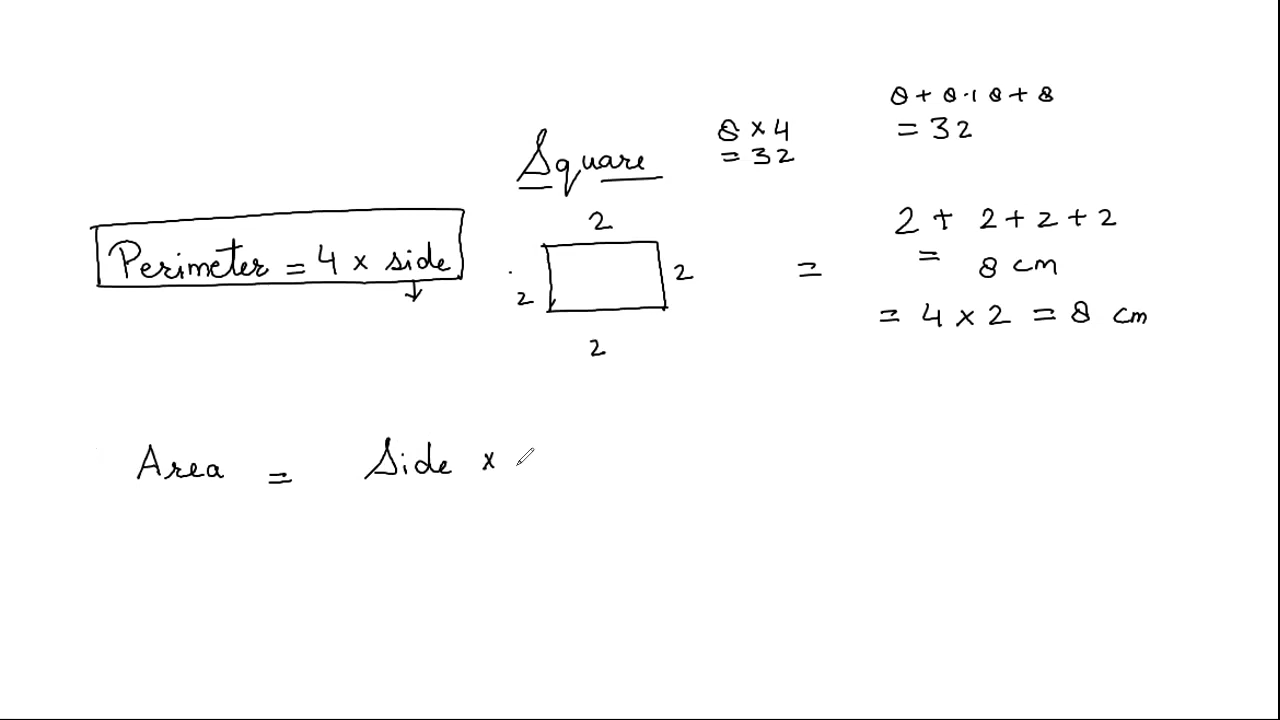 8 + 8 + 8 + 8
= 32
8 × 4
= 32
Square
Perimeter = 4 × side
2
2
2
2
= 2 + 2 + 2 + 2
= 8 cm
= 4 × 2 = 8 cm
Area = Side ×